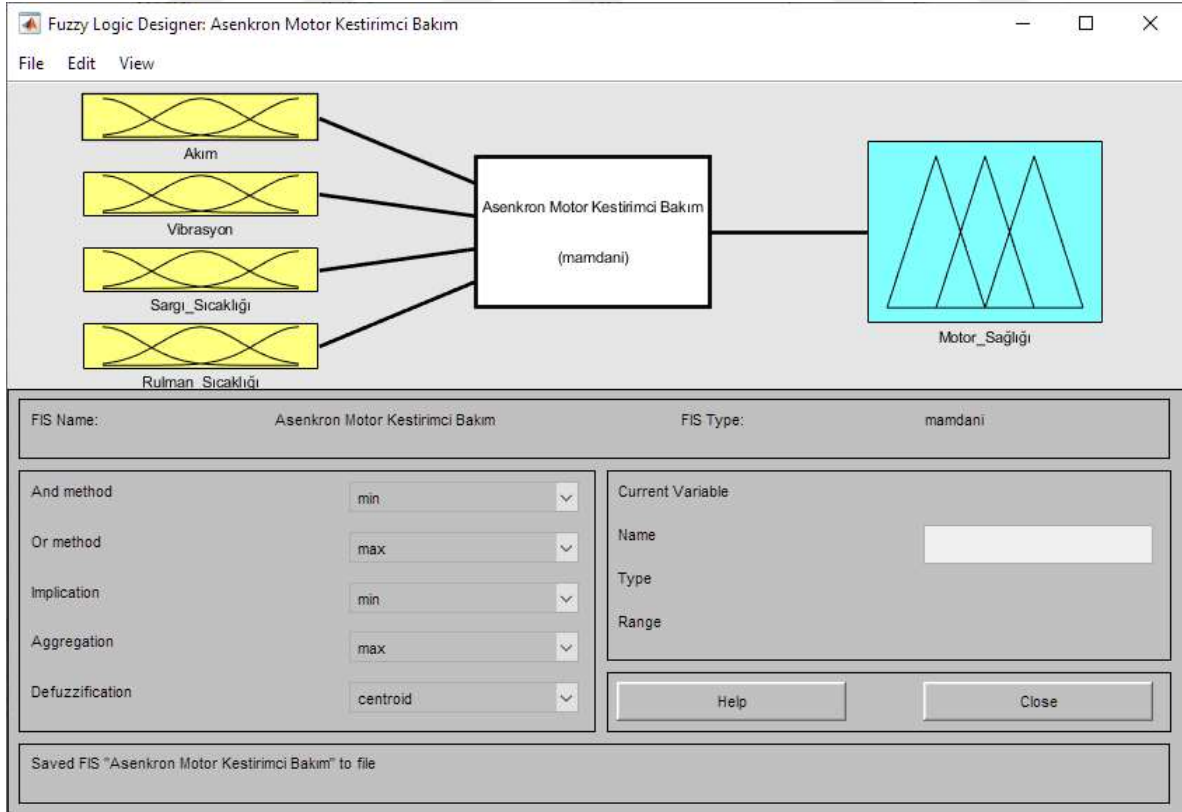 Fuzzy Logic Designer: Asenkron Motor Kestirimci Bakım
File Edit View
Akım
Vibrasyon
Sargı_Sıcaklığı
Rulman_Sıcaklığı
Asenkron Motor Kestirimci Bakım
(mamdani)
Motor_Sağlığı
FIS Name: Asenkron Motor Kestirimci Bakım FIS Type: mamdani
And method min
Or method max
Implication min
Aggregation max
Defuzzification centroid
Current Variable
Name
Type
Range
Help Close
Saved FIS "Asenkron Motor Kestirimci Bakım" to file